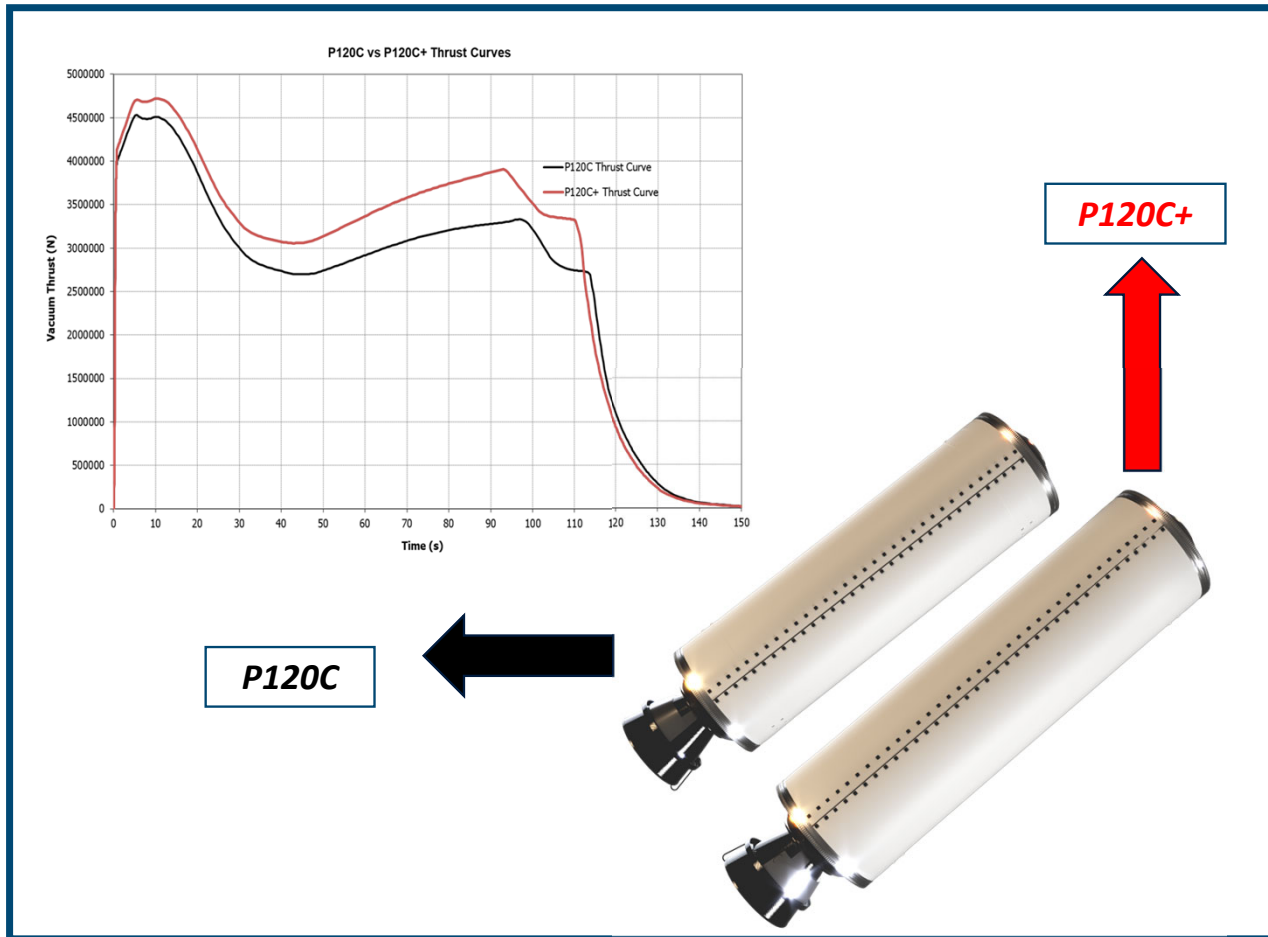 P120C vs P120C+ Thrust Curves
5000000
4500000
4000000
3500000
3000000
2500000
2000000
1500000
1000000
500000
0
Vacuum Thrust (N)
P120C Thrust Curve
P120C+ Thrust Curve
0 10 20 30 40 50 60 70 80 90 100 110 120 130 140 150
Time (s)
P120C+
P120C